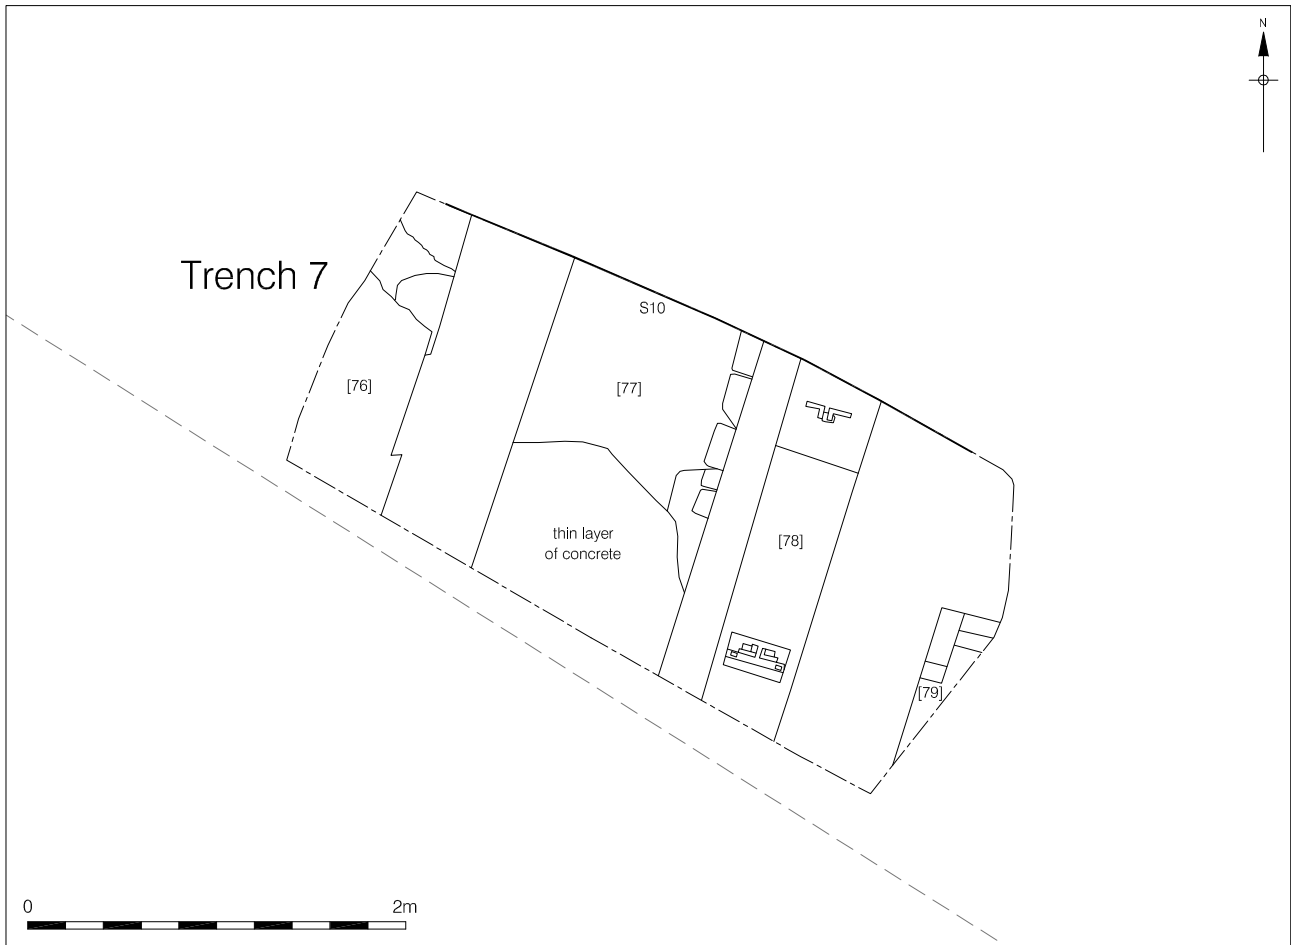 N
Trench 7
S10
[76]
[77]
thin layer
of concrete
[78]
[79]
0
2m